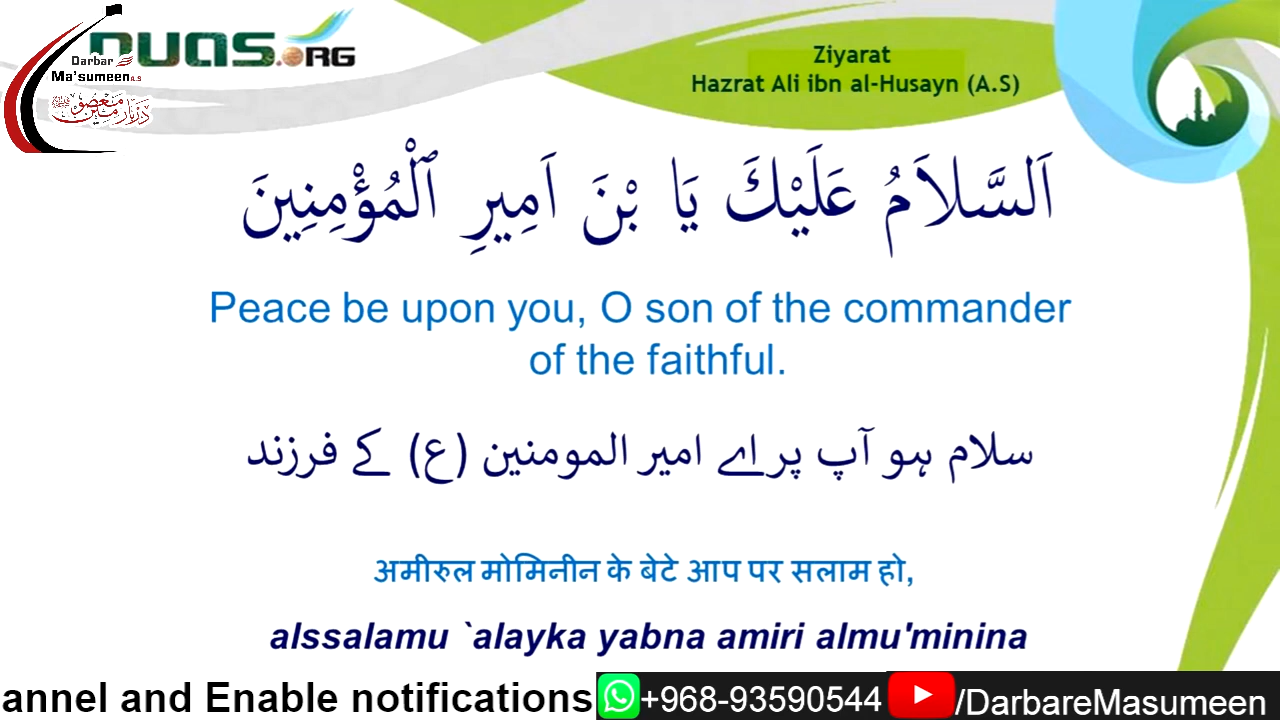 DUAS.ORG
Darbar
Ma'sumeen A.S
دربار معصومین
Ziyarat
Hazrat Ali ibn al-Husayn (A.S)
اَلسَّلاَمُ عَلَيْكَ يَا بْنَ اَمِيرِ ٱلْمُؤْمِنِينَ
Peace be upon you, O son of the commander
of the faithful.
سلام ہو آپ پر اے امیر المومنین (ع) کے فرزند
अमीरुल मोमिनीन के बेटे आप पर सलाम हो,
alssalamu `alayka yabna amiri almu'minina
annel and Enable notifications +968-93590544 /DarbareMasumeen